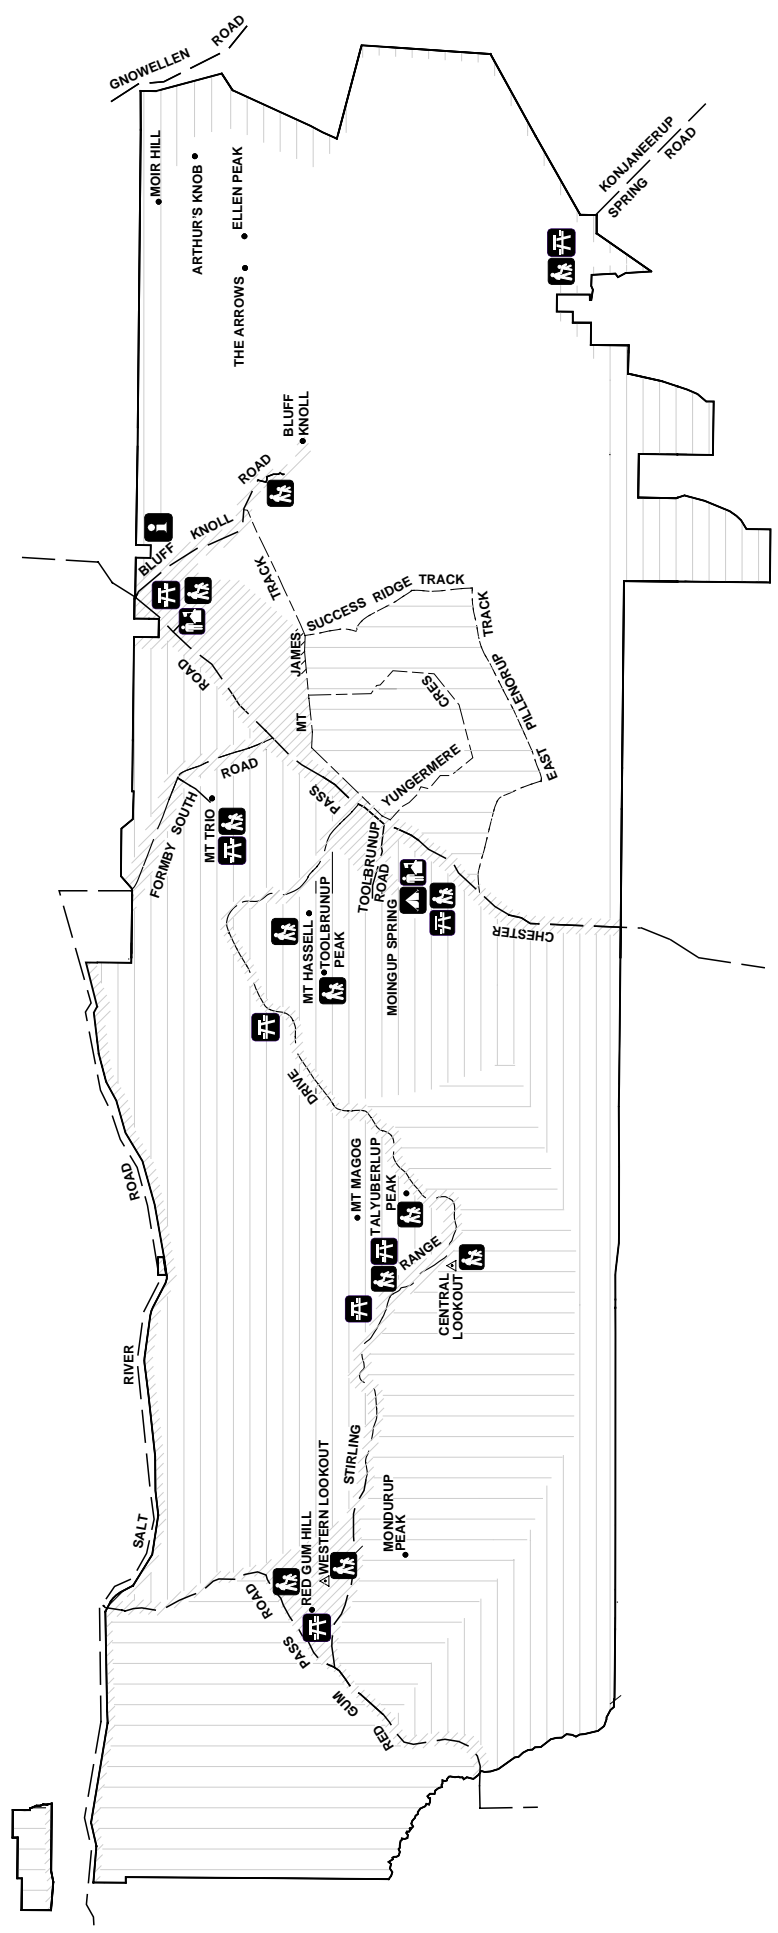 GNOWELLEN ROAD
MOIR HILL
ARTHUR'S KNOB
ELLEN PEAK
THE ARROWS
KONJANEERUP
SPRING ROAD
BLUFF
KNOLL
BLUFF KNOLL ROAD
i
SUCCESS RIDGE TRACK
MT JAMES TRACK
EAST PILLENORUP TRACK
YUNGERMERE CRES
CHESTER PASS ROAD
FORMBY SOUTH ROAD
MT TRIO
TOOLBRUNUP
ROAD
MT HASSELL
TOOLBRUNUP
PEAK
MOINGUP SPRING
MT MAGOG
TALYUBERLUP
PEAK
CENTRAL
LOOKOUT
STIRLING RANGE DRIVE
SALT RIVER ROAD
WESTERN LOOKOUT
RED GUM HILL
MONDURUP
PEAK
RED GUM PASS ROAD